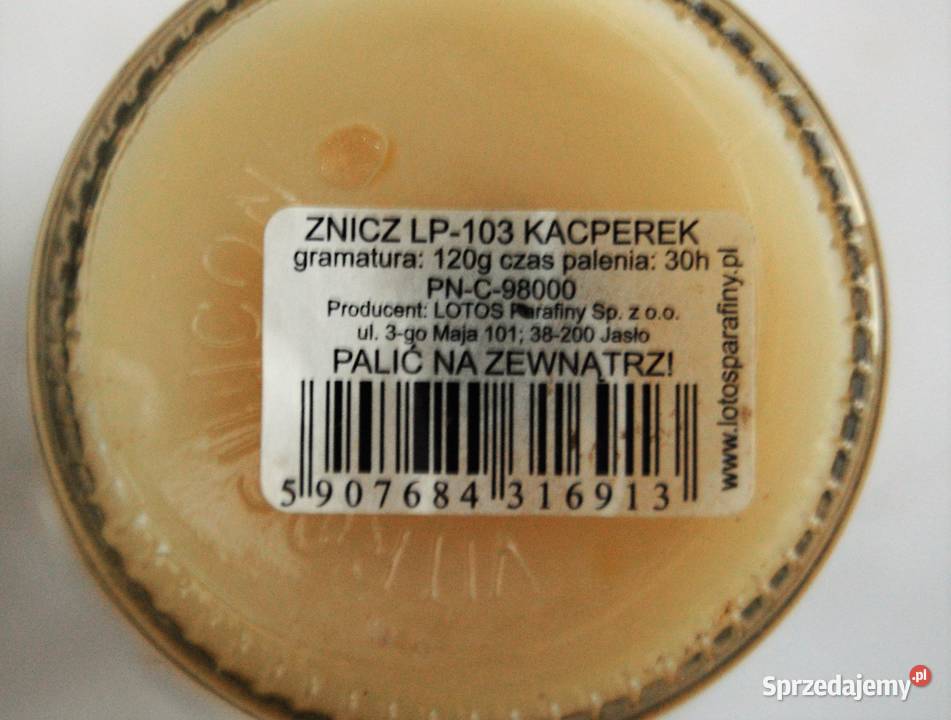 ZNICZ LP-103 KACPEREK
gramatura: 120g czas palenia: 30h
PN-C-98000
Producent: LOTOS Parafiny Sp. z o.o.
ul. 3-go Maja 101; 38-200 Jasło
PALIĆ NA ZEWNĄTRZ!
5 907684 316913
www.lotosparafiny.pl
Sprzedajemy.pl